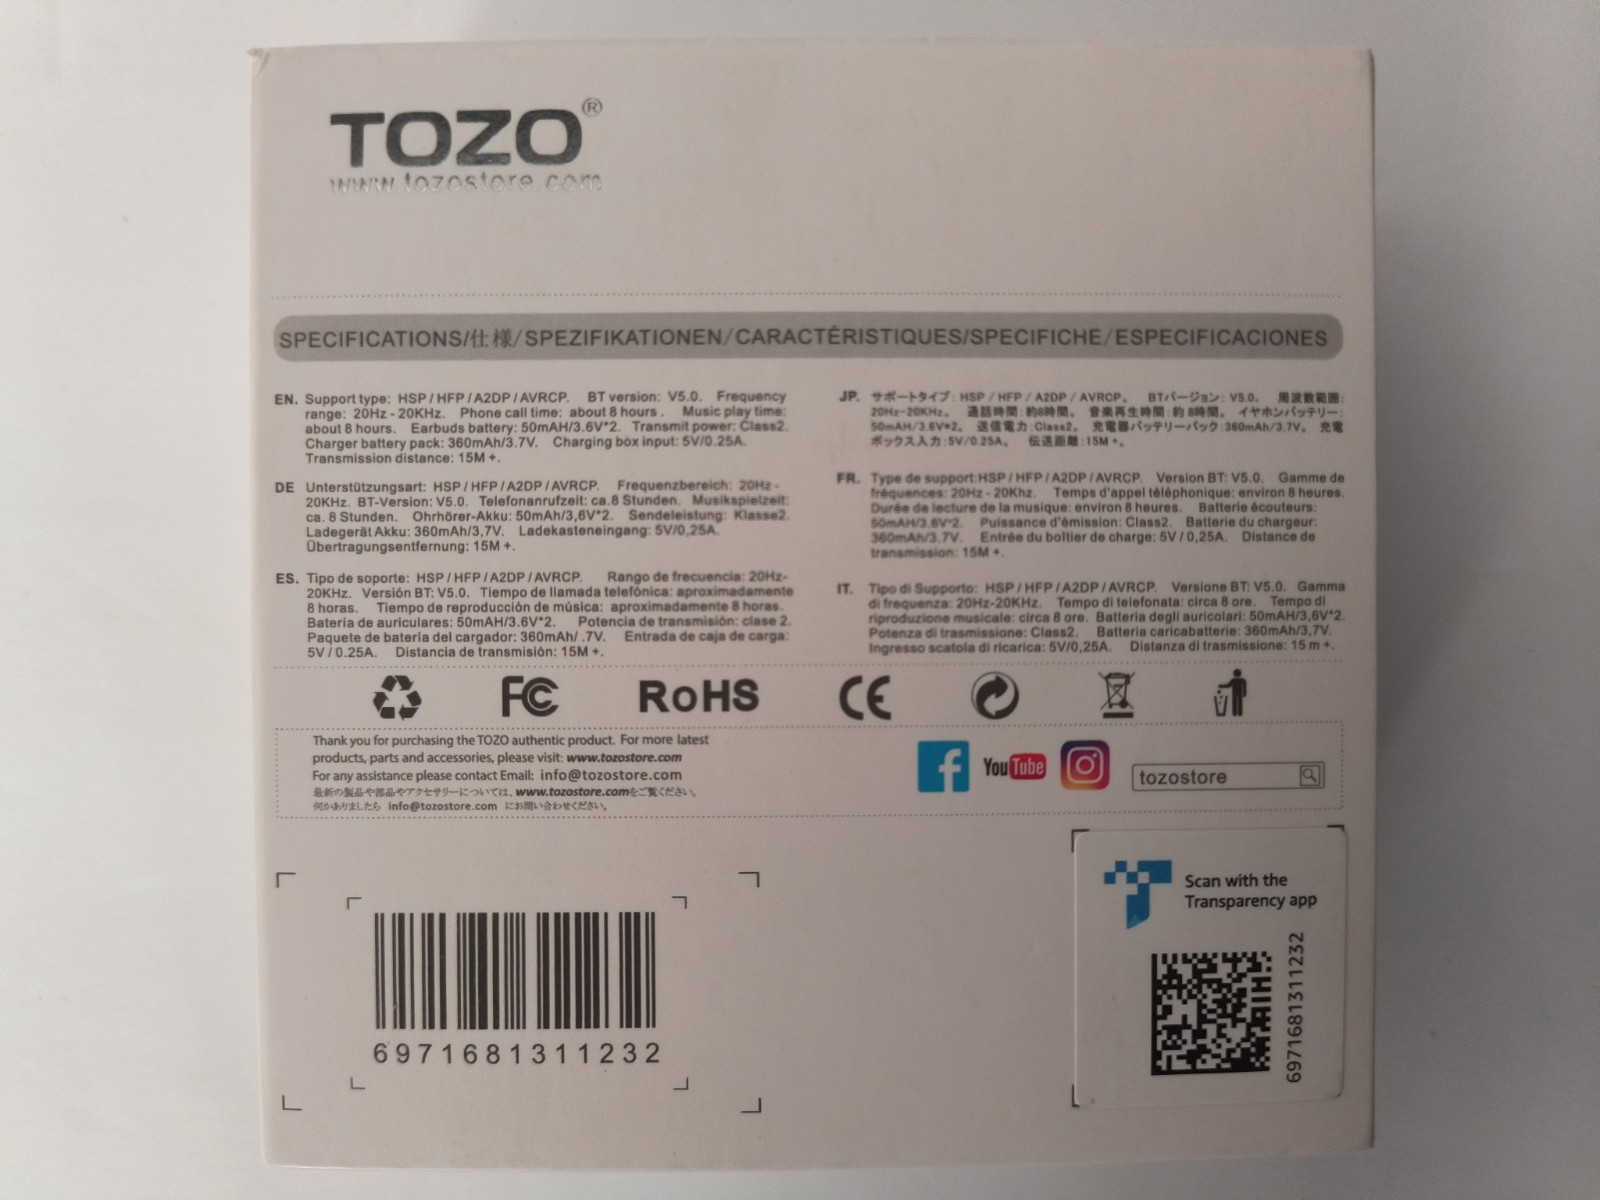 TOZO®
www.tozostore.com
SPECIFICATIONS/仕様/SPEZIFIKATIONEN/CARACTÉRISTIQUES/SPECIFICHE/ESPECIFICACIONES
EN. Support type: HSP / HFP / A2DP / AVRCP. BT version: V5.0. Frequency
range: 20Hz - 20KHz. Phone call time: about 8 hours . Music play time:
about 8 hours. Earbuds battery: 50mAH/3.6V*2. Transmit power: Class2.
Charger battery pack: 360mAh/3.7V. Charging box input: 5V/0.25A.
Transmission distance: 15M +.
DE Unterstützungsart: HSP / HFP / A2DP / AVRCP. Frequenzbereich: 20Hz -
20KHz. BT-Version: V5.0. Telefonanrufzeit: ca.8 Stunden. Musikspielzeit:
ca. 8 Stunden. Ohrhörer-Akku: 50mAH/3,6V*2. Sendeleistung: Klasse2.
Ladegerät Akku: 360mAh/3,7V. Ladekasteneingang: 5V/0,25A.
Übertragungsentfernung: 15M +.
ES. Tipo de soporte: HSP / HFP / A2DP / AVRCP. Rango de frecuencia: 20Hz-
20KHz. Versión BT: V5.0. Tiempo de llamada telefónica: aproximadamente
8 horas. Tiempo de reproducción de música: aproximadamente 8 horas.
Batería de auriculares: 50mAH/3.6V*2. Potencia de transmisión: clase 2.
Paquete de batería del cargador: 360mAh/ .7V. Entrada de caja de carga:
5V / 0.25A. Distancia de transmisión: 15M +.
JP. サポートタイプ: HSP / HFP / A2DP / AVRCP。 BTバージョン: V5.0. 周波数範囲:
20Hz-20KHz。 通話時間:約8時間。 音楽再生時間:約8時間。 イヤホンバッテリー:
50mAH/3.6V*2。 送信電力:Class2。 充電器バッテリーパック:360mAh/3.7V。 充電
ボックス入力:5V/0.25A。 伝送距離:15M +。
FR. Type de support:HSP / HFP / A2DP / AVRCP. Version BT: V5.0. Gamme de
fréquences: 20Hz - 20Khz. Temps d'appel téléphonique: environ 8 heures.
Durée de lecture de la musique: environ 8 heures. Batterie écouteurs:
50mAH/3.6V*2. Puissance d'émission: Class2. Batterie du chargeur:
360mAh/3.7V. Entrée du boîtier de charge: 5V / 0,25A. Distance de
transmission: 15M +.
IT. Tipo di Supporto: HSP / HFP / A2DP / AVRCP. Versione BT: V5.0. Gamma
di frequenza: 20Hz-20KHz. Tempo di telefonata: circa 8 ore. Tempo di
riproduzione musicale: circa 8 ore. Batteria degli auricolari: 50mAH/3,6V*2.
Potenza di trasmissione: Class2. Batteria caricabatterie: 360mAh/3,7V.
Ingresso scatola di ricarica: 5V/0,25A. Distanza di trasmissione: 15 m +.
FC RoHS CE
Thank you for purchasing the TOZO authentic product. For more latest
products, parts and accessories, please visit: www.tozostore.com
For any assistance please contact Email: info@tozostore.com
最新の製品や部品やアクセサリーについては、www.tozostore.comをご覧ください。
何かありましたら info@tozostore.com にお問い合わせください。
YouTube
tozostore
6971681311232
Scan with the
Transparency app
6971681311232